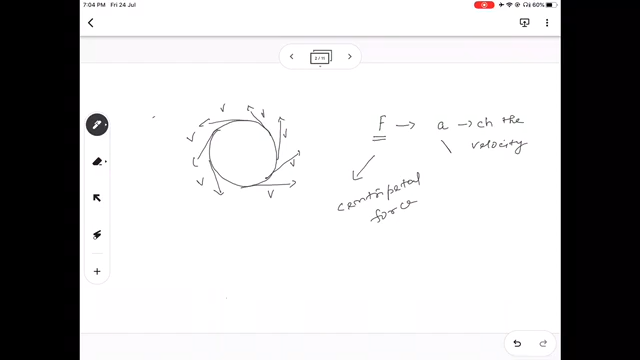 7:04 PM Fri 24 Jul
60%
2 / 11
V
V
V
V
V
V
V
F → a → ch the
velocity
centripetal
force